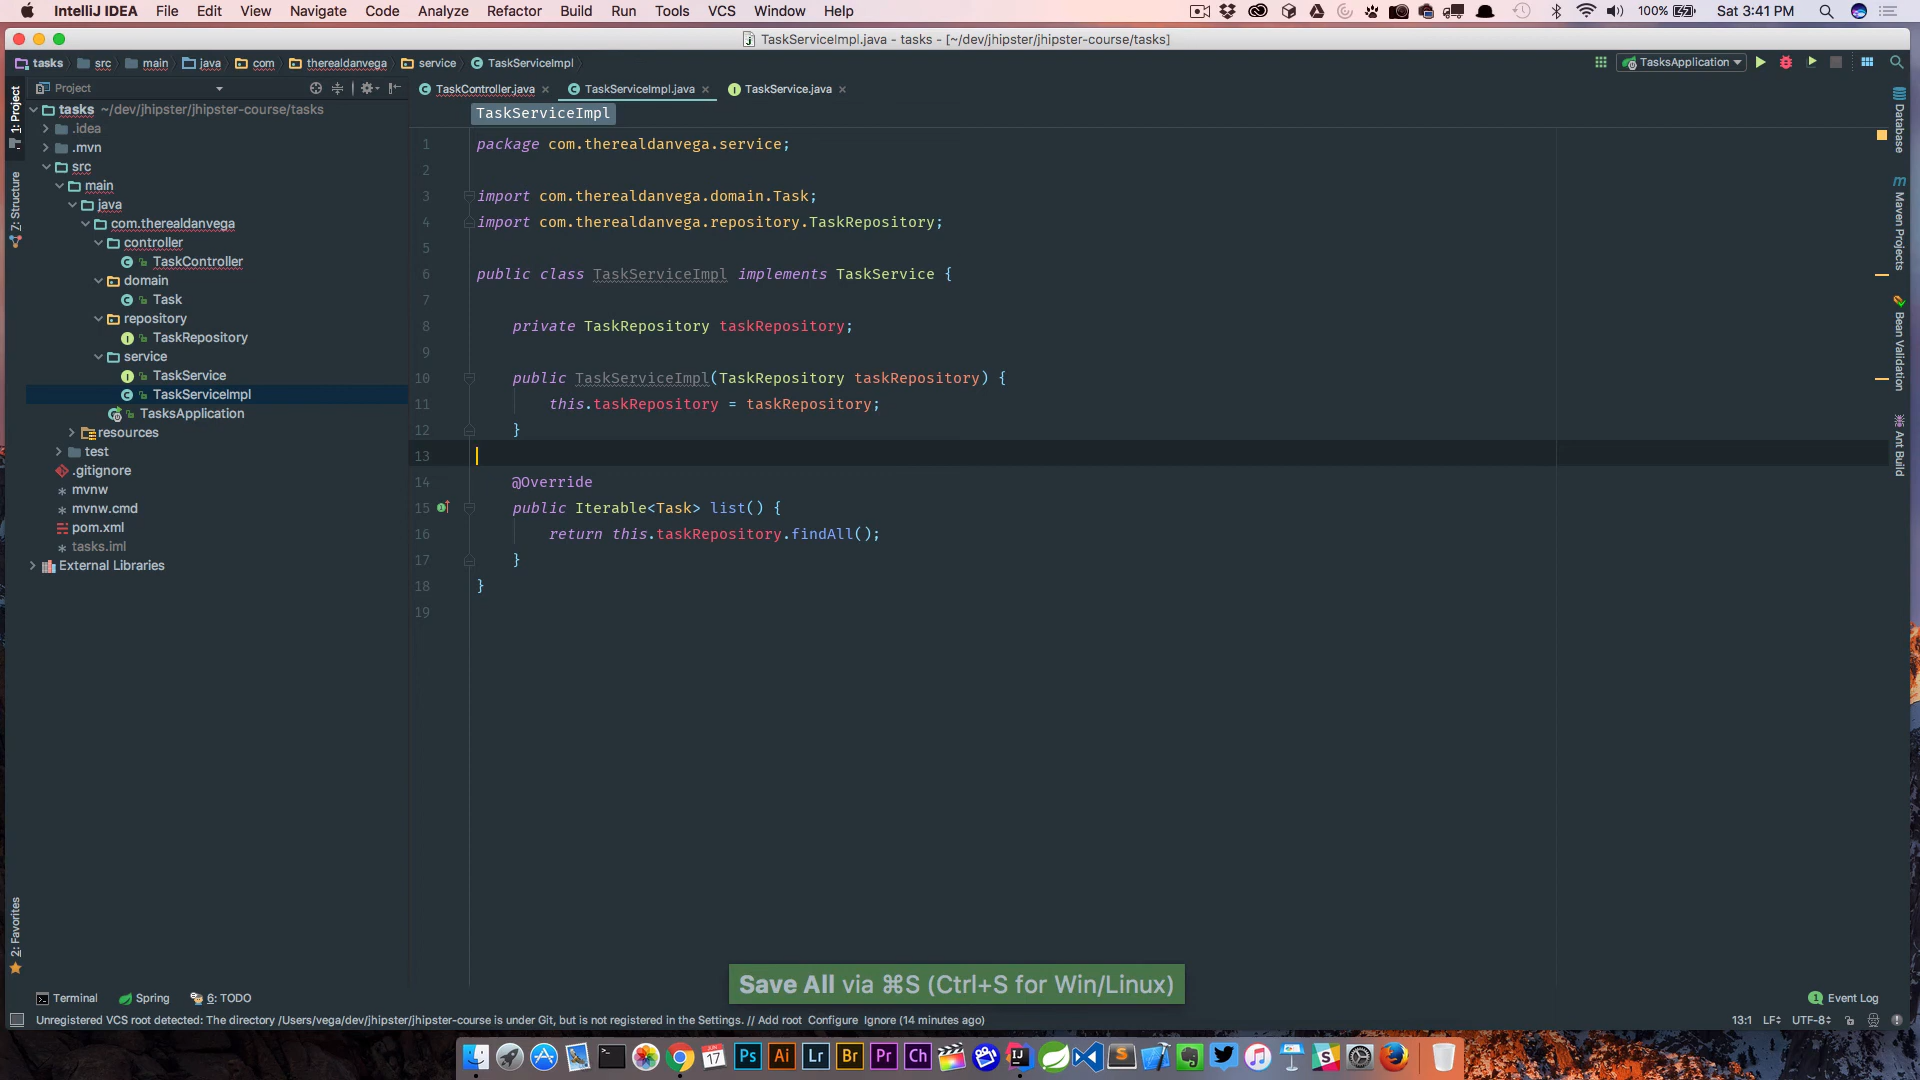 IntelliJ IDEA File Edit View Navigate Code Analyze Refactor Build Run Tools VCS Window Help 100% Sat 3:41 PM
TaskServiceImpl.java - tasks - [~/dev/jhipster/jhipster-course/tasks]
tasks src main java com therealdanvega service TaskServiceImpl TasksApplication
Project TaskController.java TaskServiceImpl.java TaskService.java
TaskServiceImpl
tasks ~/dev/jhipster/jhipster-course/tasks
.idea
.mvn
src
main
java
com.therealdanvega
controller
TaskController
domain
Task
repository
TaskRepository
service
TaskService
TaskServiceImpl
TasksApplication
resources
test
.gitignore
mvnw
mvnw.cmd
pom.xml
tasks.iml
External Libraries
1: Project
7: Structure
2: Favorites
1 package com.therealdanvega.service;
2
3 import com.therealdanvega.domain.Task;
4 import com.therealdanvega.repository.TaskRepository;
5
6 public class TaskServiceImpl implements TaskService {
7
8 private TaskRepository taskRepository;
9
10 public TaskServiceImpl(TaskRepository taskRepository) {
11 this.taskRepository = taskRepository;
12 }
13
14 @Override
15 public Iterable<Task> list() {
16 return this.taskRepository.findAll();
17 }
18 }
19
Database
Maven Projects
Bean Validation
Ant Build
Save All via ⌘S (Ctrl+S for Win/Linux)
Terminal Spring 6: TODO 1 Event Log
Unregistered VCS root detected: The directory /Users/vega/dev/jhipster/jhipster-course is under Git, but is not registered in the Settings. // Add root Configure Ignore (14 minutes ago) 13:1 LF UTF-8
17 Ps Ai Lr Br Pr Ch IJ S